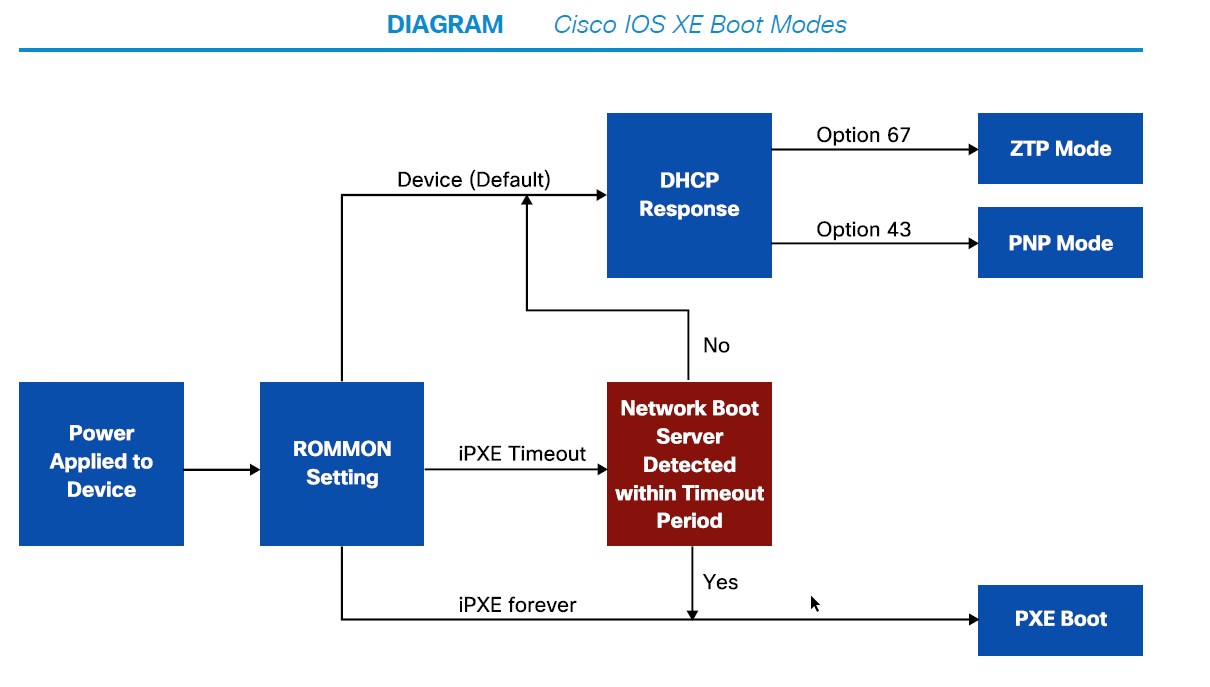 DIAGRAM Cisco IOS XE Boot Modes
Option 67
ZTP Mode
Device (Default)
DHCP
Response
Option 43
PNP Mode
No
Power
Applied to
Device
ROMMON
Setting
iPXE Timeout
Network Boot
Server
Detected
within Timeout
Period
Yes
iPXE forever
PXE Boot